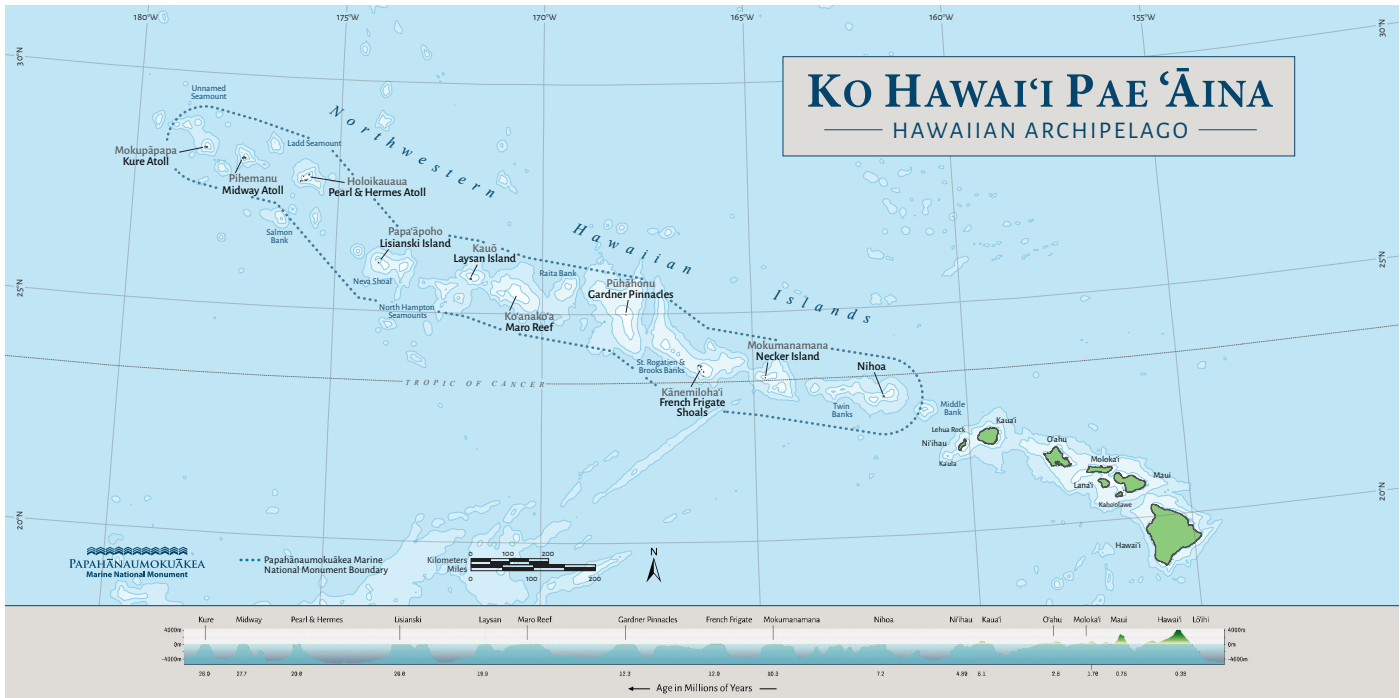 180°W
175°W
170°W
165°W
160°W
155°W
30°N
30°N
KO HAWAIʻI PAE ʻĀINA
HAWAIIAN ARCHIPELAGO
Unnamed
Seamount
Ladd Seamount
Northwestern
Hawaiian
Islands
Mokupāpapa
Kure Atoll
Pihemanu
Midway Atoll
Holoikauaua
Pearl & Hermes Atoll
Salmon
Bank
Papaʻāpoho
Lisianski Island
Neva Shoal
Kauō
Laysan Island
North Hampton
Seamounts
Raita Bank
Koʻanakoʻa
Maro Reef
Pūhāhonu
Gardner Pinnacles
25°N
25°N
St. Rogatien &
Brooks Banks
Kānemilohaʻi
French Frigate
Shoals
Mokumanamana
Necker Island
Nihoa
Twin
Banks
Middle
Bank
TROPIC OF CANCER
Lehua Rock
Kauaʻi
Niʻihau
Kaʻula
Oʻahu
Molokaʻi
Lanaʻi
Maui
Kahoʻolawe
Hawaiʻi
20°N
20°N
PAPAHĀNAUMOKUĀKEA
Marine National Monument
Papahānaumokuākea Marine
National Monument Boundary
0 100 200
Kilometers
Miles
0 100 200
N
Kure Midway Pearl & Hermes Lisianski Laysan Maro Reef Gardner Pinnacles French Frigate Mokumanamana Nihoa Niʻihau Kauaʻi Oʻahu Molokaʻi Maui Hawaiʻi Lōʻihi
4000m 4000m
0m 0m
-4000m -4000m
27.7 19.9 12.3 12.0 10.3 7.2 4.89 5.1 2.6 1.76 0.75 0.38
Age in Millions of Years